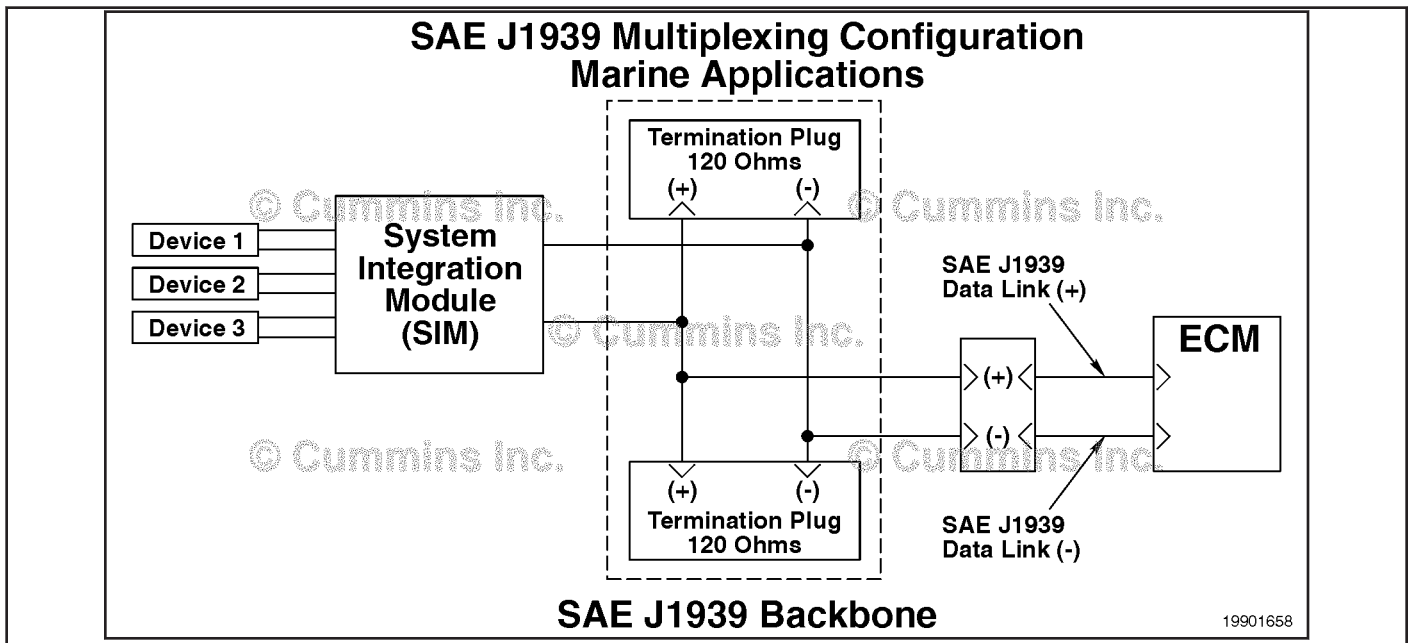 SAE J1939 Multiplexing Configuration
Marine Applications
Termination Plug
120 Ohms
(+) (-)
© Cummins Inc. © Cummins Inc.
Device 1
Device 2
Device 3
System
Integration
Module
(SIM)
© Cummins Inc.
SAE J1939
Data Link (+)
ECM
(+)
(-)
© Cummins Inc. © Cummins Inc.
(+) (-)
Termination Plug
120 Ohms
SAE J1939
Data Link (-)
SAE J1939 Backbone
19901658